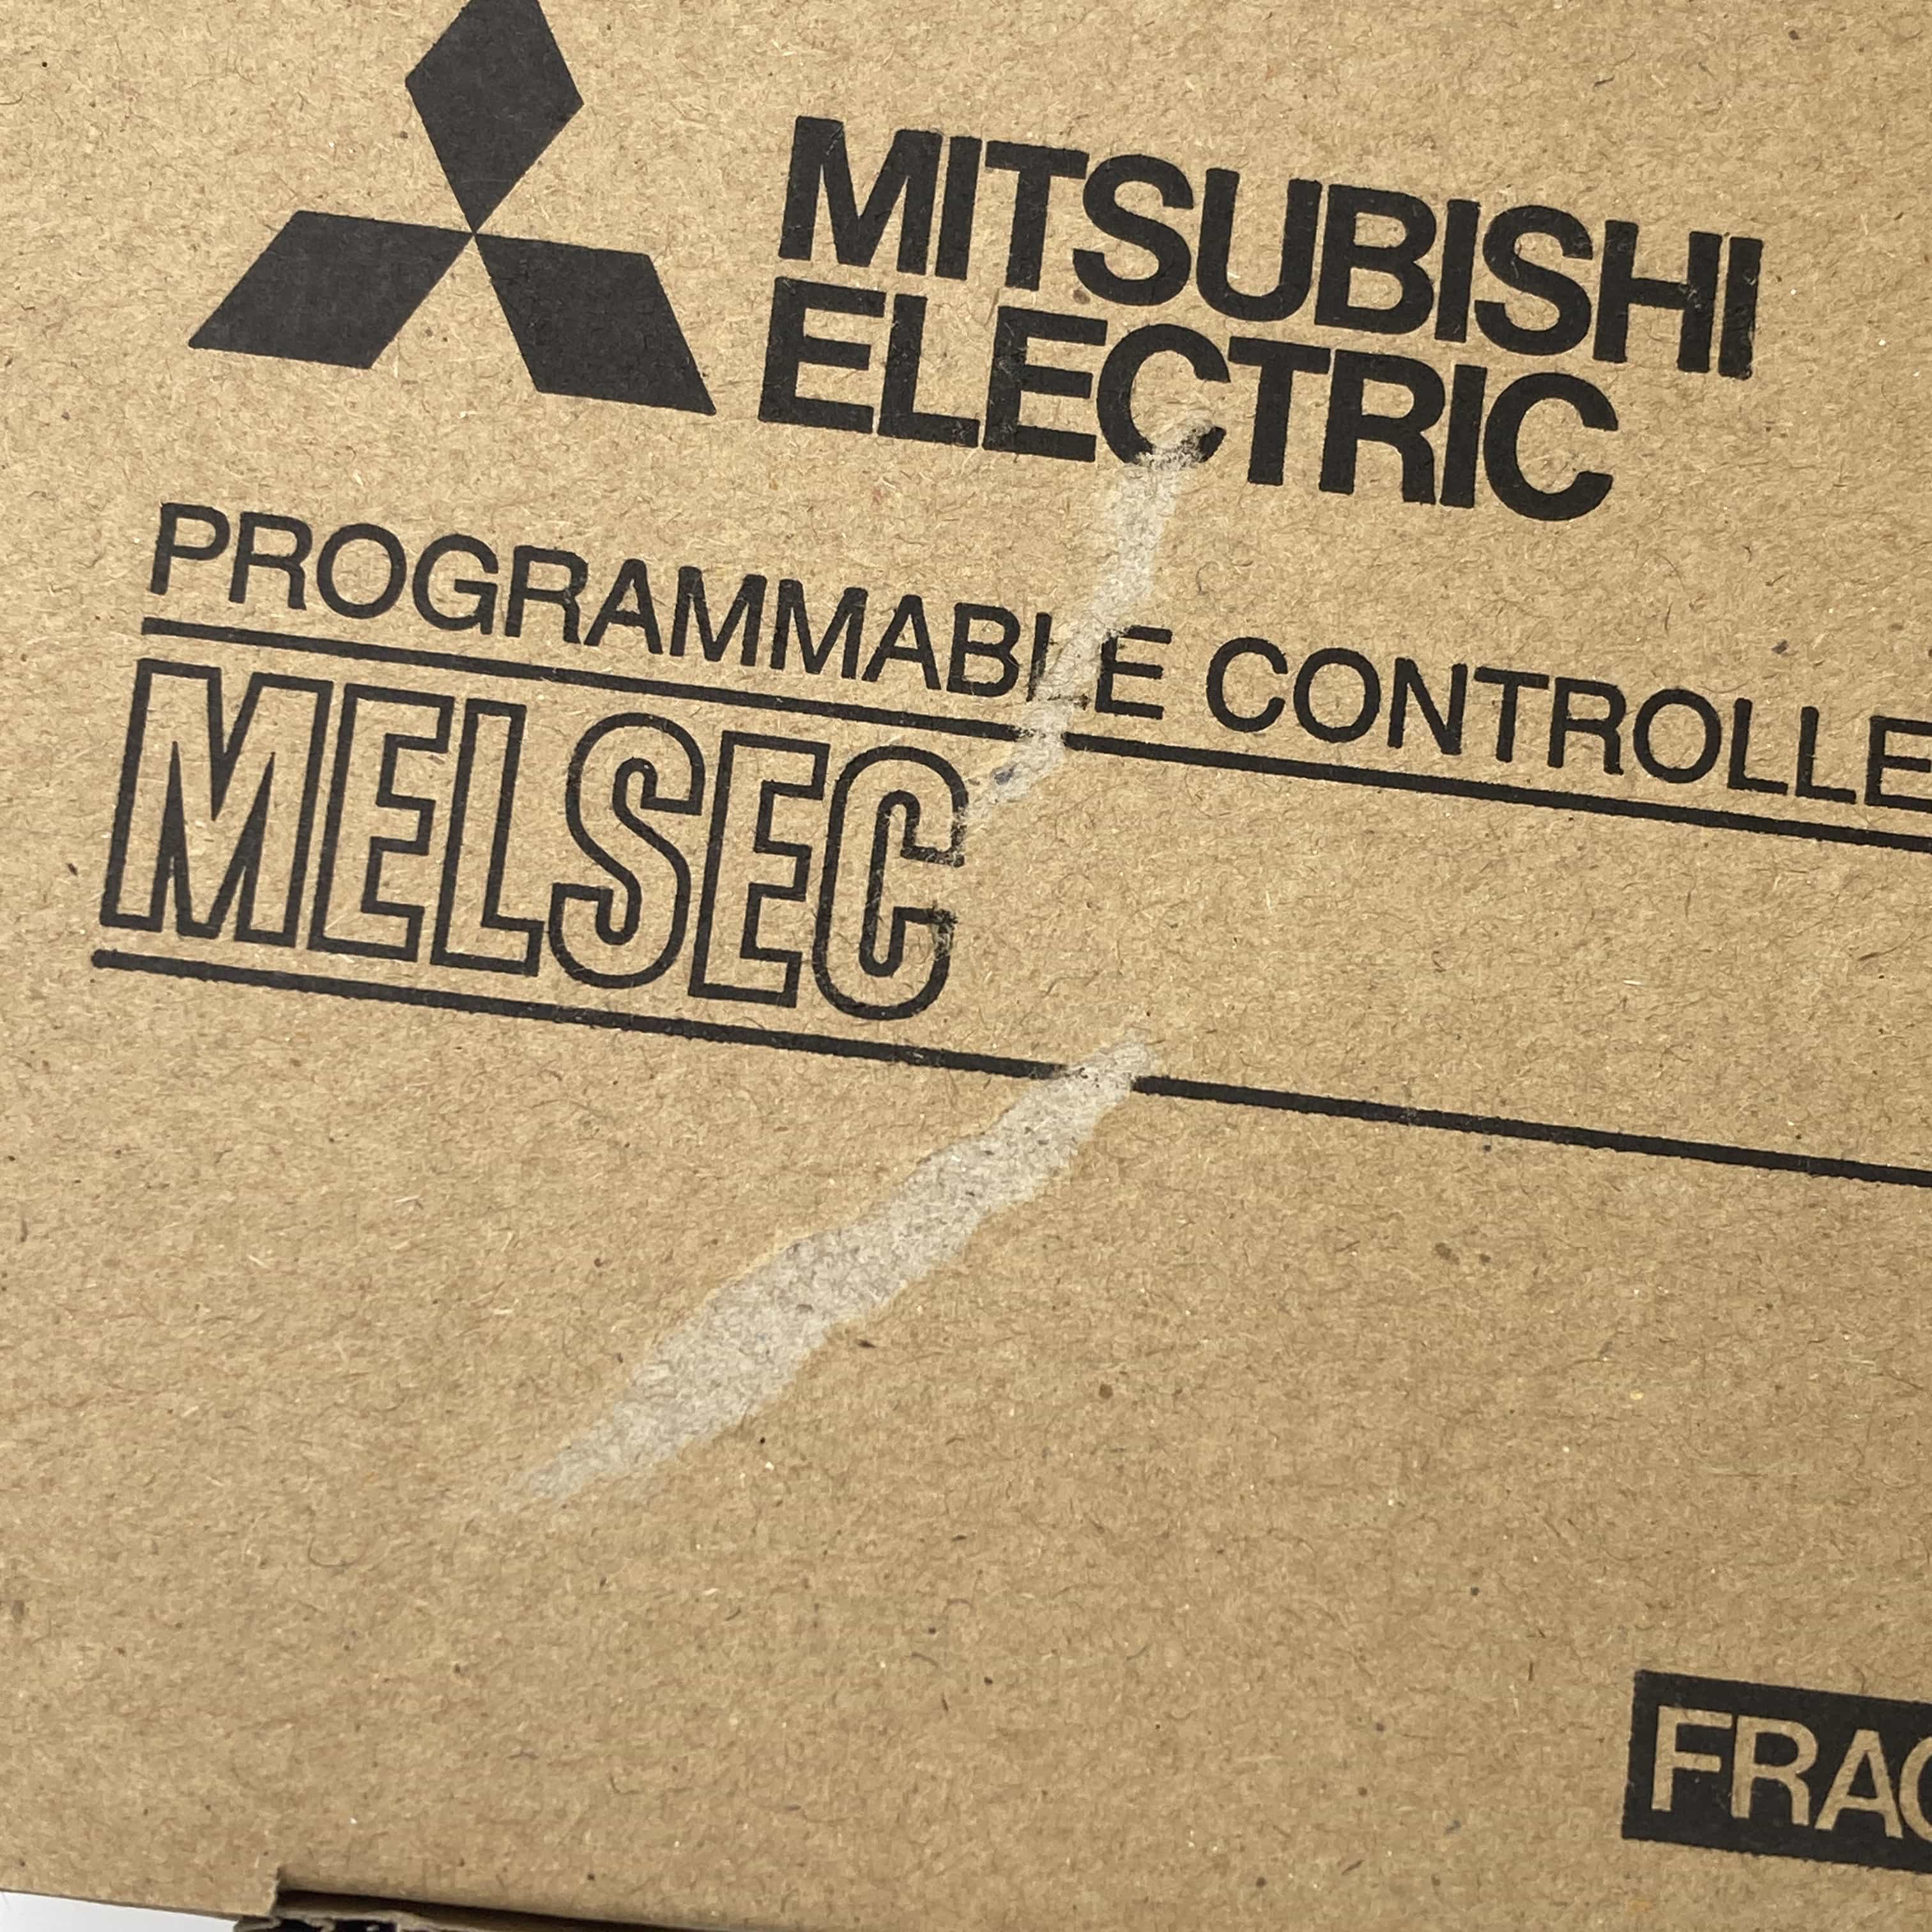 MITSUBISHI
ELECTRIC
PROGRAMMABLE CONTROLLE
MELSEC
FRAG